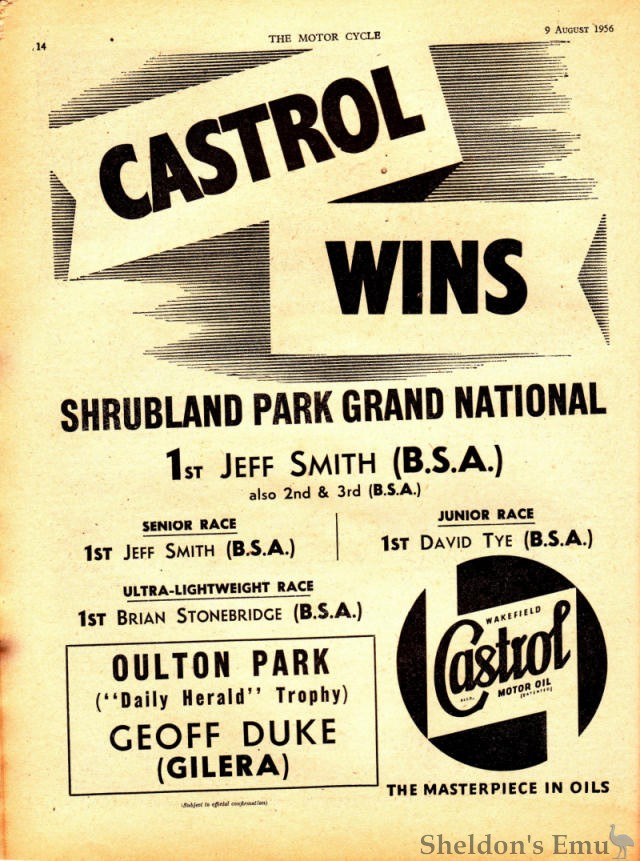 14
THE MOTOR CYCLE
9 AUGUST 1956
CASTROL
WINS
SHRUBLAND PARK GRAND NATIONAL
1ST JEFF SMITH (B.S.A.)
also 2nd & 3rd (B.S.A.)
SENIOR RACE
1ST JEFF SMITH (B.S.A.)
JUNIOR RACE
1ST DAVID TYE (B.S.A.)
ULTRA-LIGHTWEIGHT RACE
1ST BRIAN STONEBRIDGE (B.S.A.)
OULTON PARK
("Daily Herald" Trophy)
GEOFF DUKE
(GILERA)
(Subject to official confirmation)
WAKEFIELD
Castrol
REGD.
MOTOR OIL
(PATENTED)
THE MASTERPIECE IN OILS
Sheldon's Emu